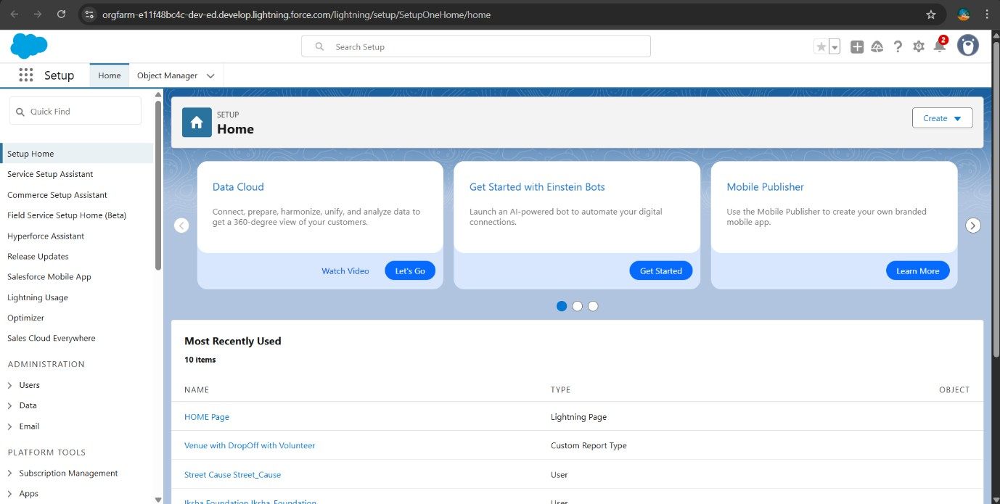 orgfarm-e11f48bc4c-dev-ed.develop.lightning.force.com/lightning/setup/SetupOneHome/home
Search Setup
2
Setup
Home
Object Manager
Quick Find
Setup Home
Service Setup Assistant
Commerce Setup Assistant
Field Service Setup Home (Beta)
Hyperforce Assistant
Release Updates
Salesforce Mobile App
Lightning Usage
Optimizer
Sales Cloud Everywhere
ADMINISTRATION
Users
Data
Email
PLATFORM TOOLS
Subscription Management
Apps
SETUP
Home
Create
Data Cloud
Connect, prepare, harmonize, unify, and analyze data to
get a 360-degree view of your customers.
Watch Video
Let's Go
Get Started with Einstein Bots
Launch an AI-powered bot to automate your digital
connections.
Get Started
Mobile Publisher
Use the Mobile Publisher to create your own branded
mobile app.
Learn More
Most Recently Used
10 items
NAME TYPE OBJECT
HOME Page Lightning Page
Venue with DropOff with Volunteer Custom Report Type
Street Cause Street_Cause User
Iksha Foundation Iksha_Foundation User